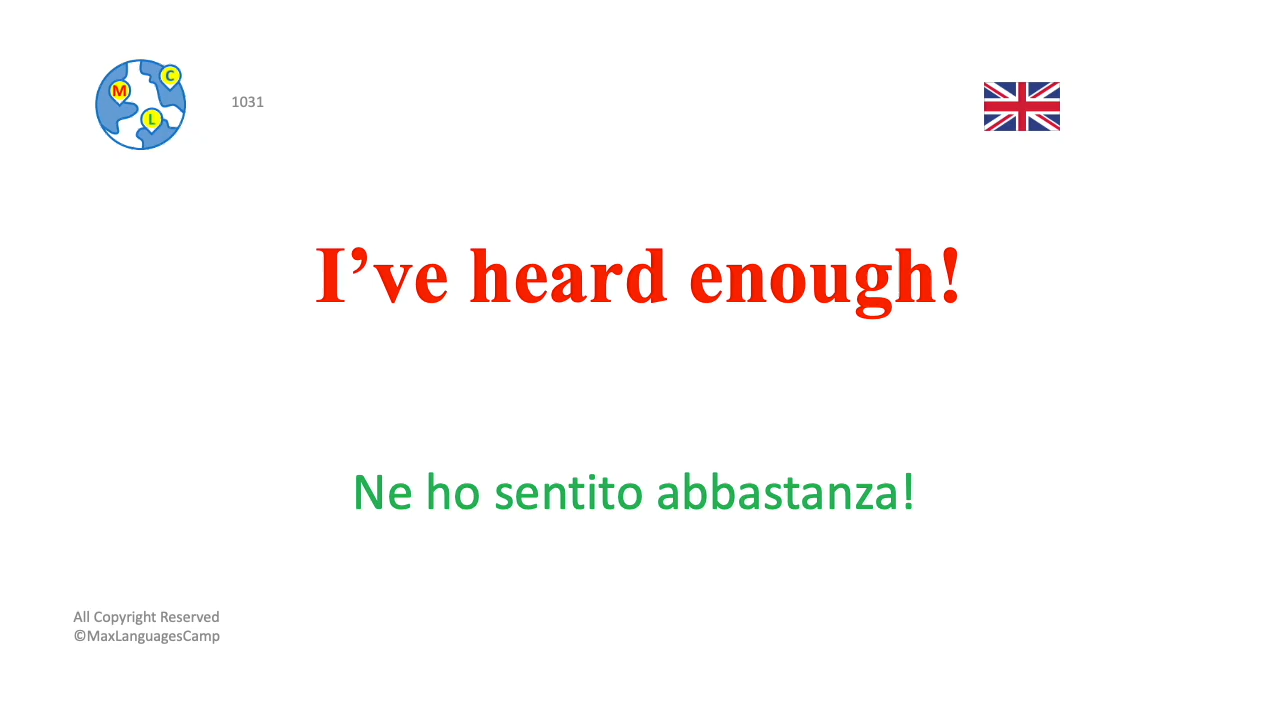 M
C
L
1031
I’ve heard enough!
Ne ho sentito abbastanza!
All Copyright Reserved
©MaxLanguagesCamp